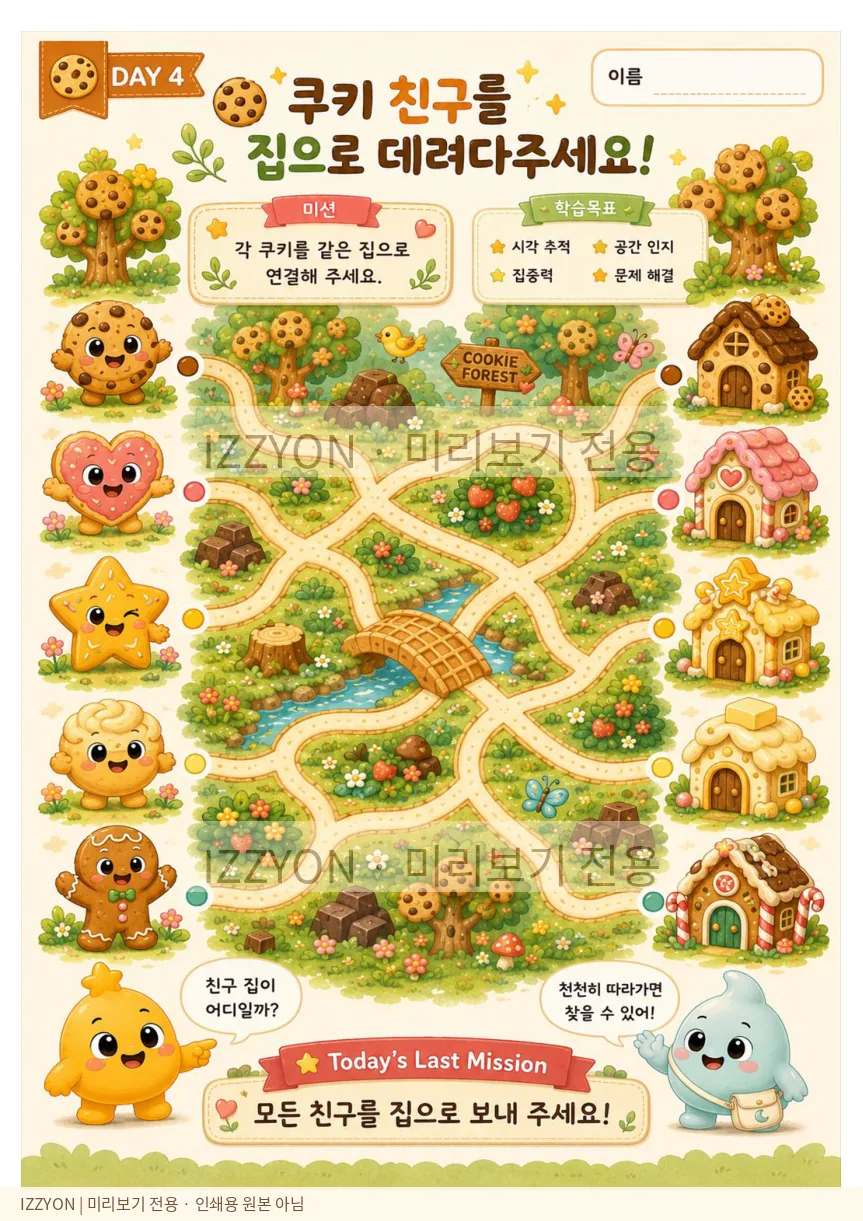 DAY 4
이름
쿠키 친구를
집으로 데려다주세요!
미션
각 쿠키를 같은 집으로
연결해 주세요.
학습목표
시각 추적
공간 인지
집중력
문제 해결
COOKIE
FOREST
IZZYON · 미리보기 전용
IZZYON · 미리보기 전용
친구 집이
어디일까?
천천히 따라가면
찾을 수 있어!
Today's Last Mission
모든 친구를 집으로 보내 주세요!
IZZYON | 미리보기 전용 · 인쇄용 원본 아님